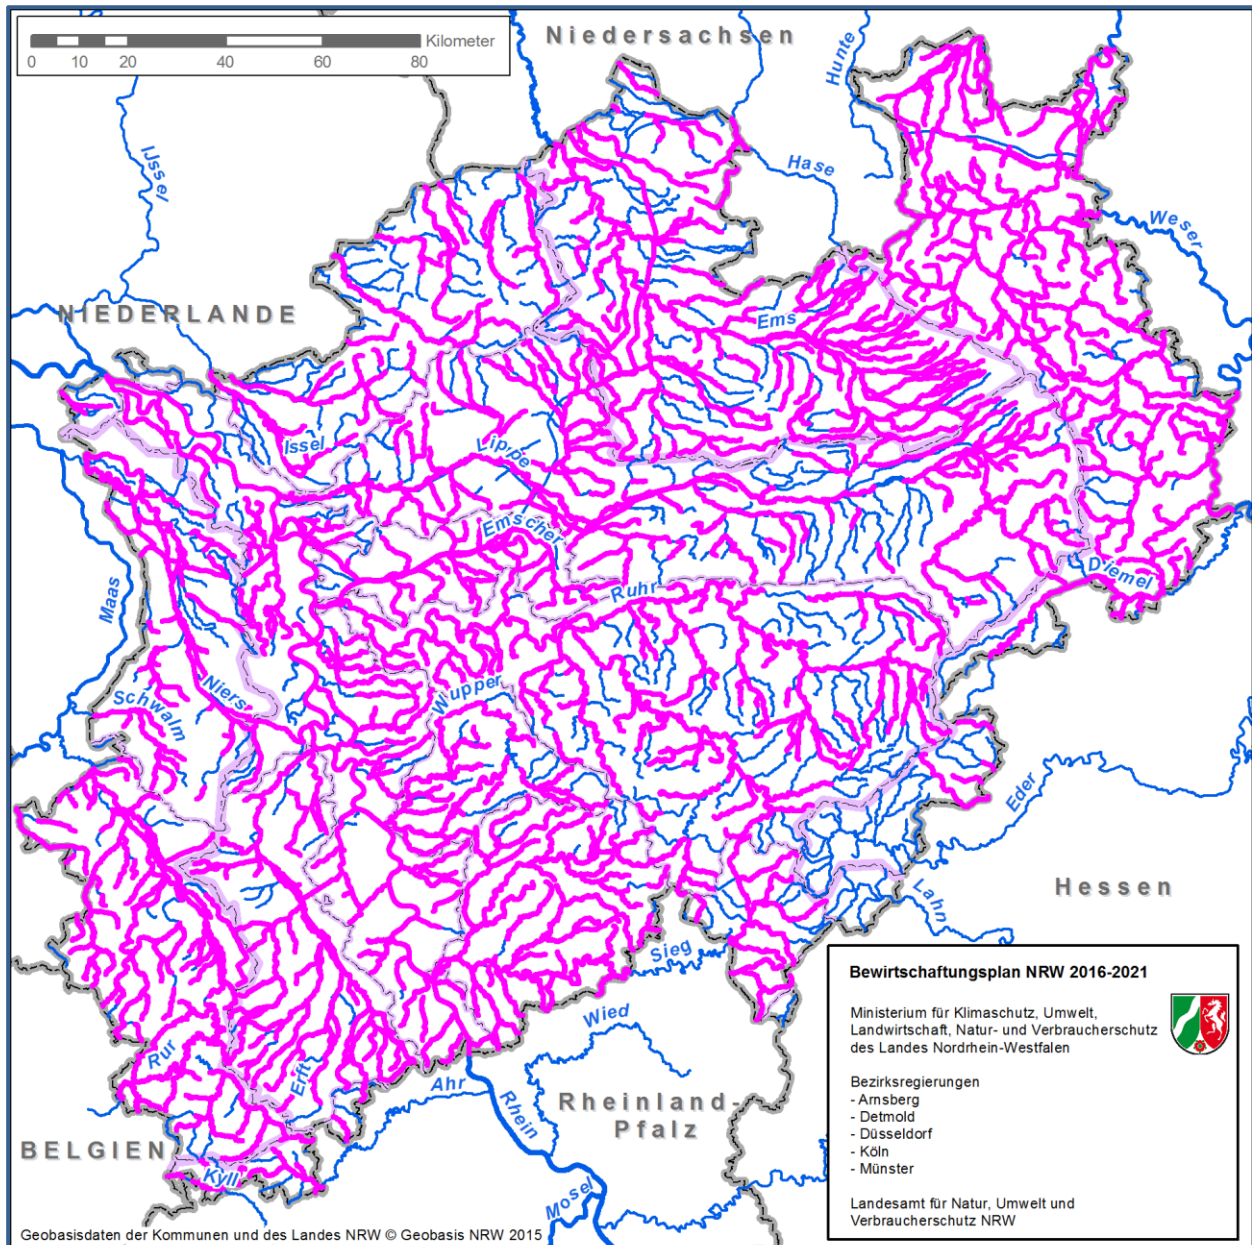 Niedersachsen
Kilometer
0 10 20 40 60 80
Hunte
IJssel
Hase
Weser
NIEDERLANDE
Ems
Issel
Lippe
Emscher
Maas
Ruhr
Diemel
Schwalm
Niers
Wupper
Eder
Hessen
Lahn
Sieg
Wied
Rur
Erft
Ahr
Rhein
Rheinland-
Pfalz
BELGIEN
Kyll
Mosel
Bewirtschaftungsplan NRW 2016-2021
Ministerium für Klimaschutz, Umwelt,
Landwirtschaft, Natur- und Verbraucherschutz
des Landes Nordrhein-Westfalen
Bezirksregierungen
- Arnsberg
- Detmold
- Düsseldorf
- Köln
- Münster
Landesamt für Natur, Umwelt und
Verbraucherschutz NRW
Geobasisdaten der Kommunen und des Landes NRW © Geobasis NRW 2015